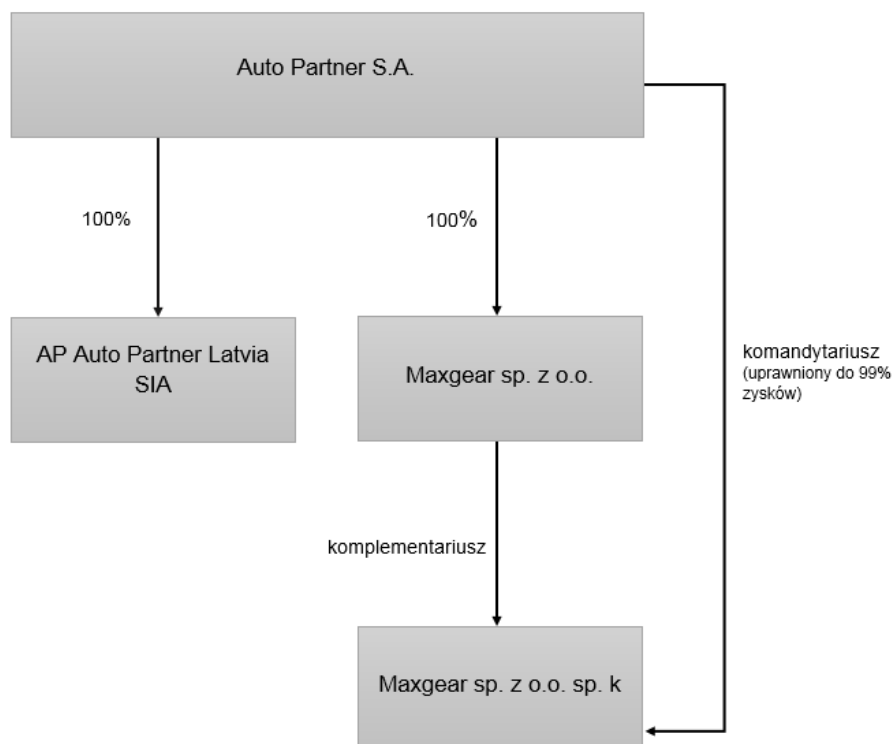 Auto Partner S.A.
100%
100%
AP Auto Partner Latvia
SIA
Maxgear sp. z o.o.
komandytariusz
(uprawniony do 99%
zysków)
komplementariusz
Maxgear sp. z o.o. sp. k